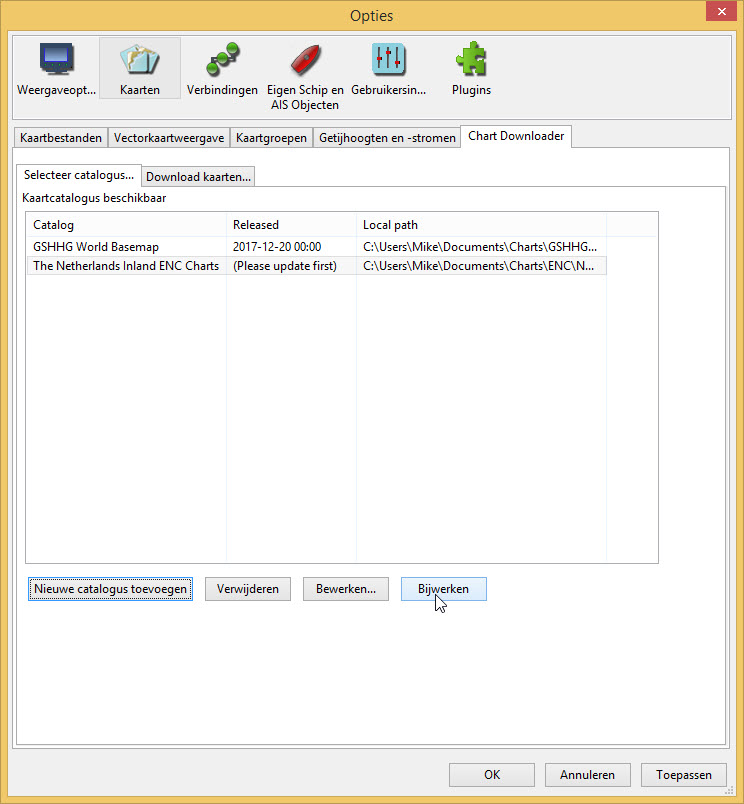 Opties
Weergaveopt... Kaarten Verbindingen Eigen Schip en AIS Objecten Gebruikersin... Plugins
Kaartbestanden Vectorkaartweergave Kaartgroepen Getijhoogten en -stromen Chart Downloader
Selecteer catalogus... Download kaarten...
Kaartcatalogus beschikbaar
Catalog Released Local path
GSHHG World Basemap 2017-12-20 00:00 C:\Users\Mike\Documents\Charts\GSHHG...
The Netherlands Inland ENC Charts (Please update first) C:\Users\Mike\Documents\Charts\ENC\N...
Nieuwe catalogus toevoegen Verwijderen Bewerken... Bijwerken
OK Annuleren Toepassen